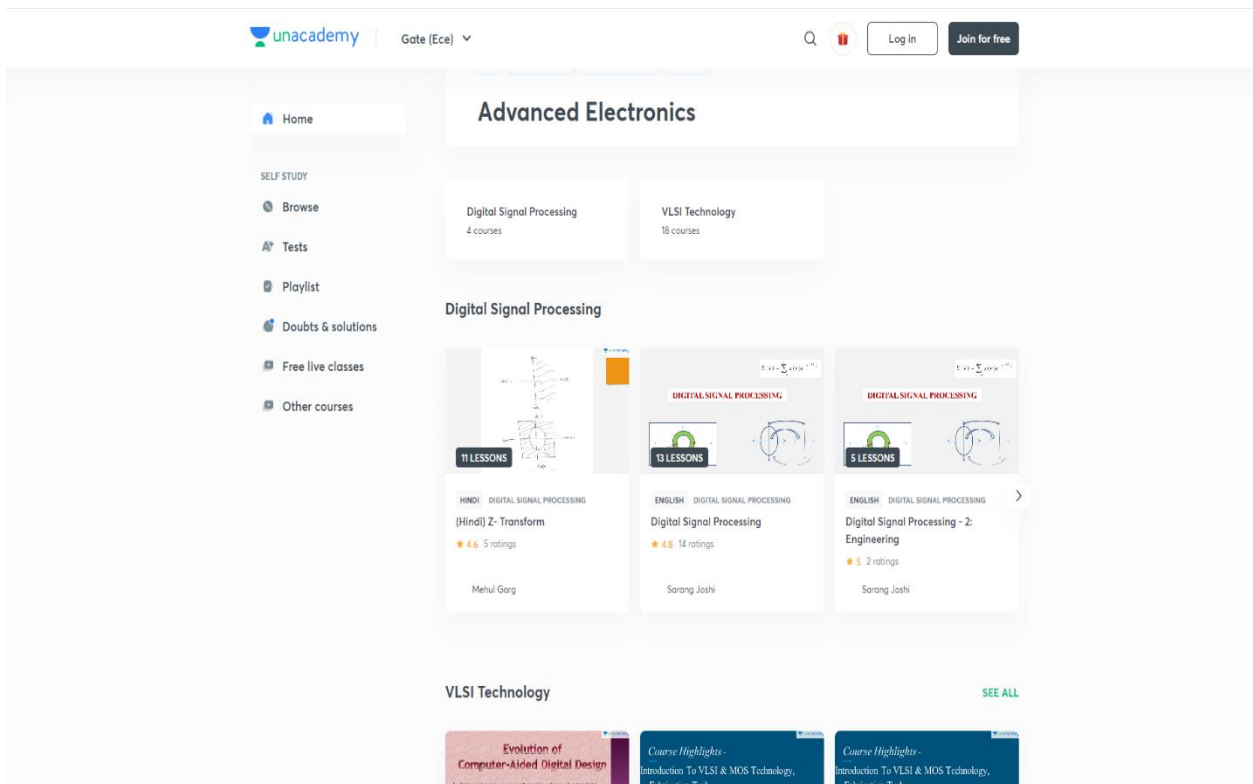 unacademy
Gate (Ece)
Log in
Join for free
Home
SELF STUDY
Browse
Tests
Playlist
Doubts & solutions
Free live classes
Other courses
Advanced Electronics
Digital Signal Processing
4 courses
VLSI Technology
18 courses
Digital Signal Processing
11 LESSONS
HINDI DIGITAL SIGNAL PROCESSING
(Hindi) Z- Transform
4.6 5 ratings
Mehul Garg
DIGITAL SIGNAL PROCESSING
13 LESSONS
ENGLISH DIGITAL SIGNAL PROCESSING
Digital Signal Processing
4.8 14 ratings
Sarang Joshi
DIGITAL SIGNAL PROCESSING
5 LESSONS
ENGLISH DIGITAL SIGNAL PROCESSING
Digital Signal Processing - 2:
Engineering
5 2 ratings
Sarang Joshi
VLSI Technology
SEE ALL
Evolution of
Computer-Aided Digital Design
Course Highlights -
Introduction To VLSI & MOS Technology,
Course Highlights -
Introduction To VLSI & MOS Technology,